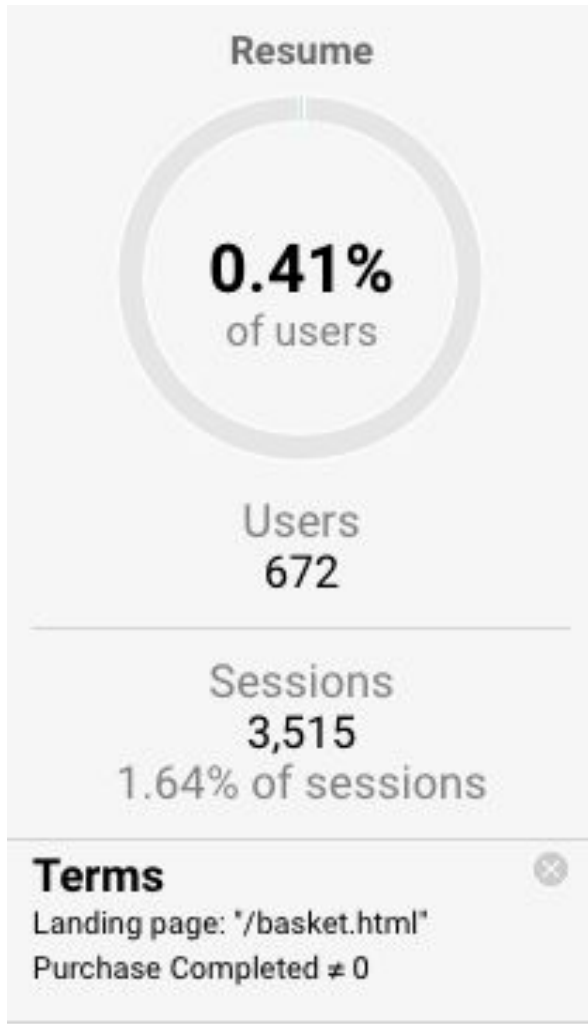 Resume
0.41%
of users
Users
672
Sessions
3,515
1.64% of sessions
Terms
Landing page: "/basket.html"
Purchase Completed ≠ 0